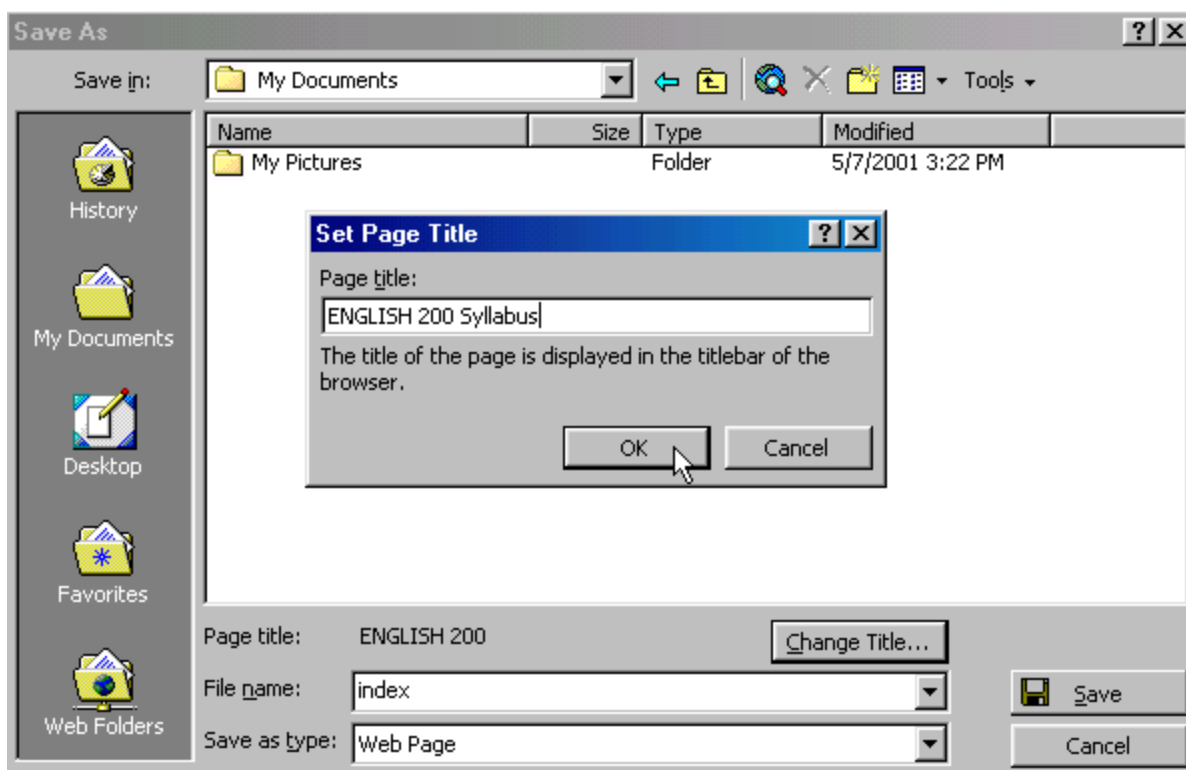 Save As
Save in: My Documents Tools
Name Size Type Modified
My Pictures Folder 5/7/2001 3:22 PM
History
My Documents
Desktop
Favorites
Web Folders
Set Page Title
Page title:
ENGLISH 200 Syllabus
The title of the page is displayed in the titlebar of the
browser.
OK Cancel
Page title: ENGLISH 200 Change Title...
File name: index Save
Save as type: Web Page Cancel